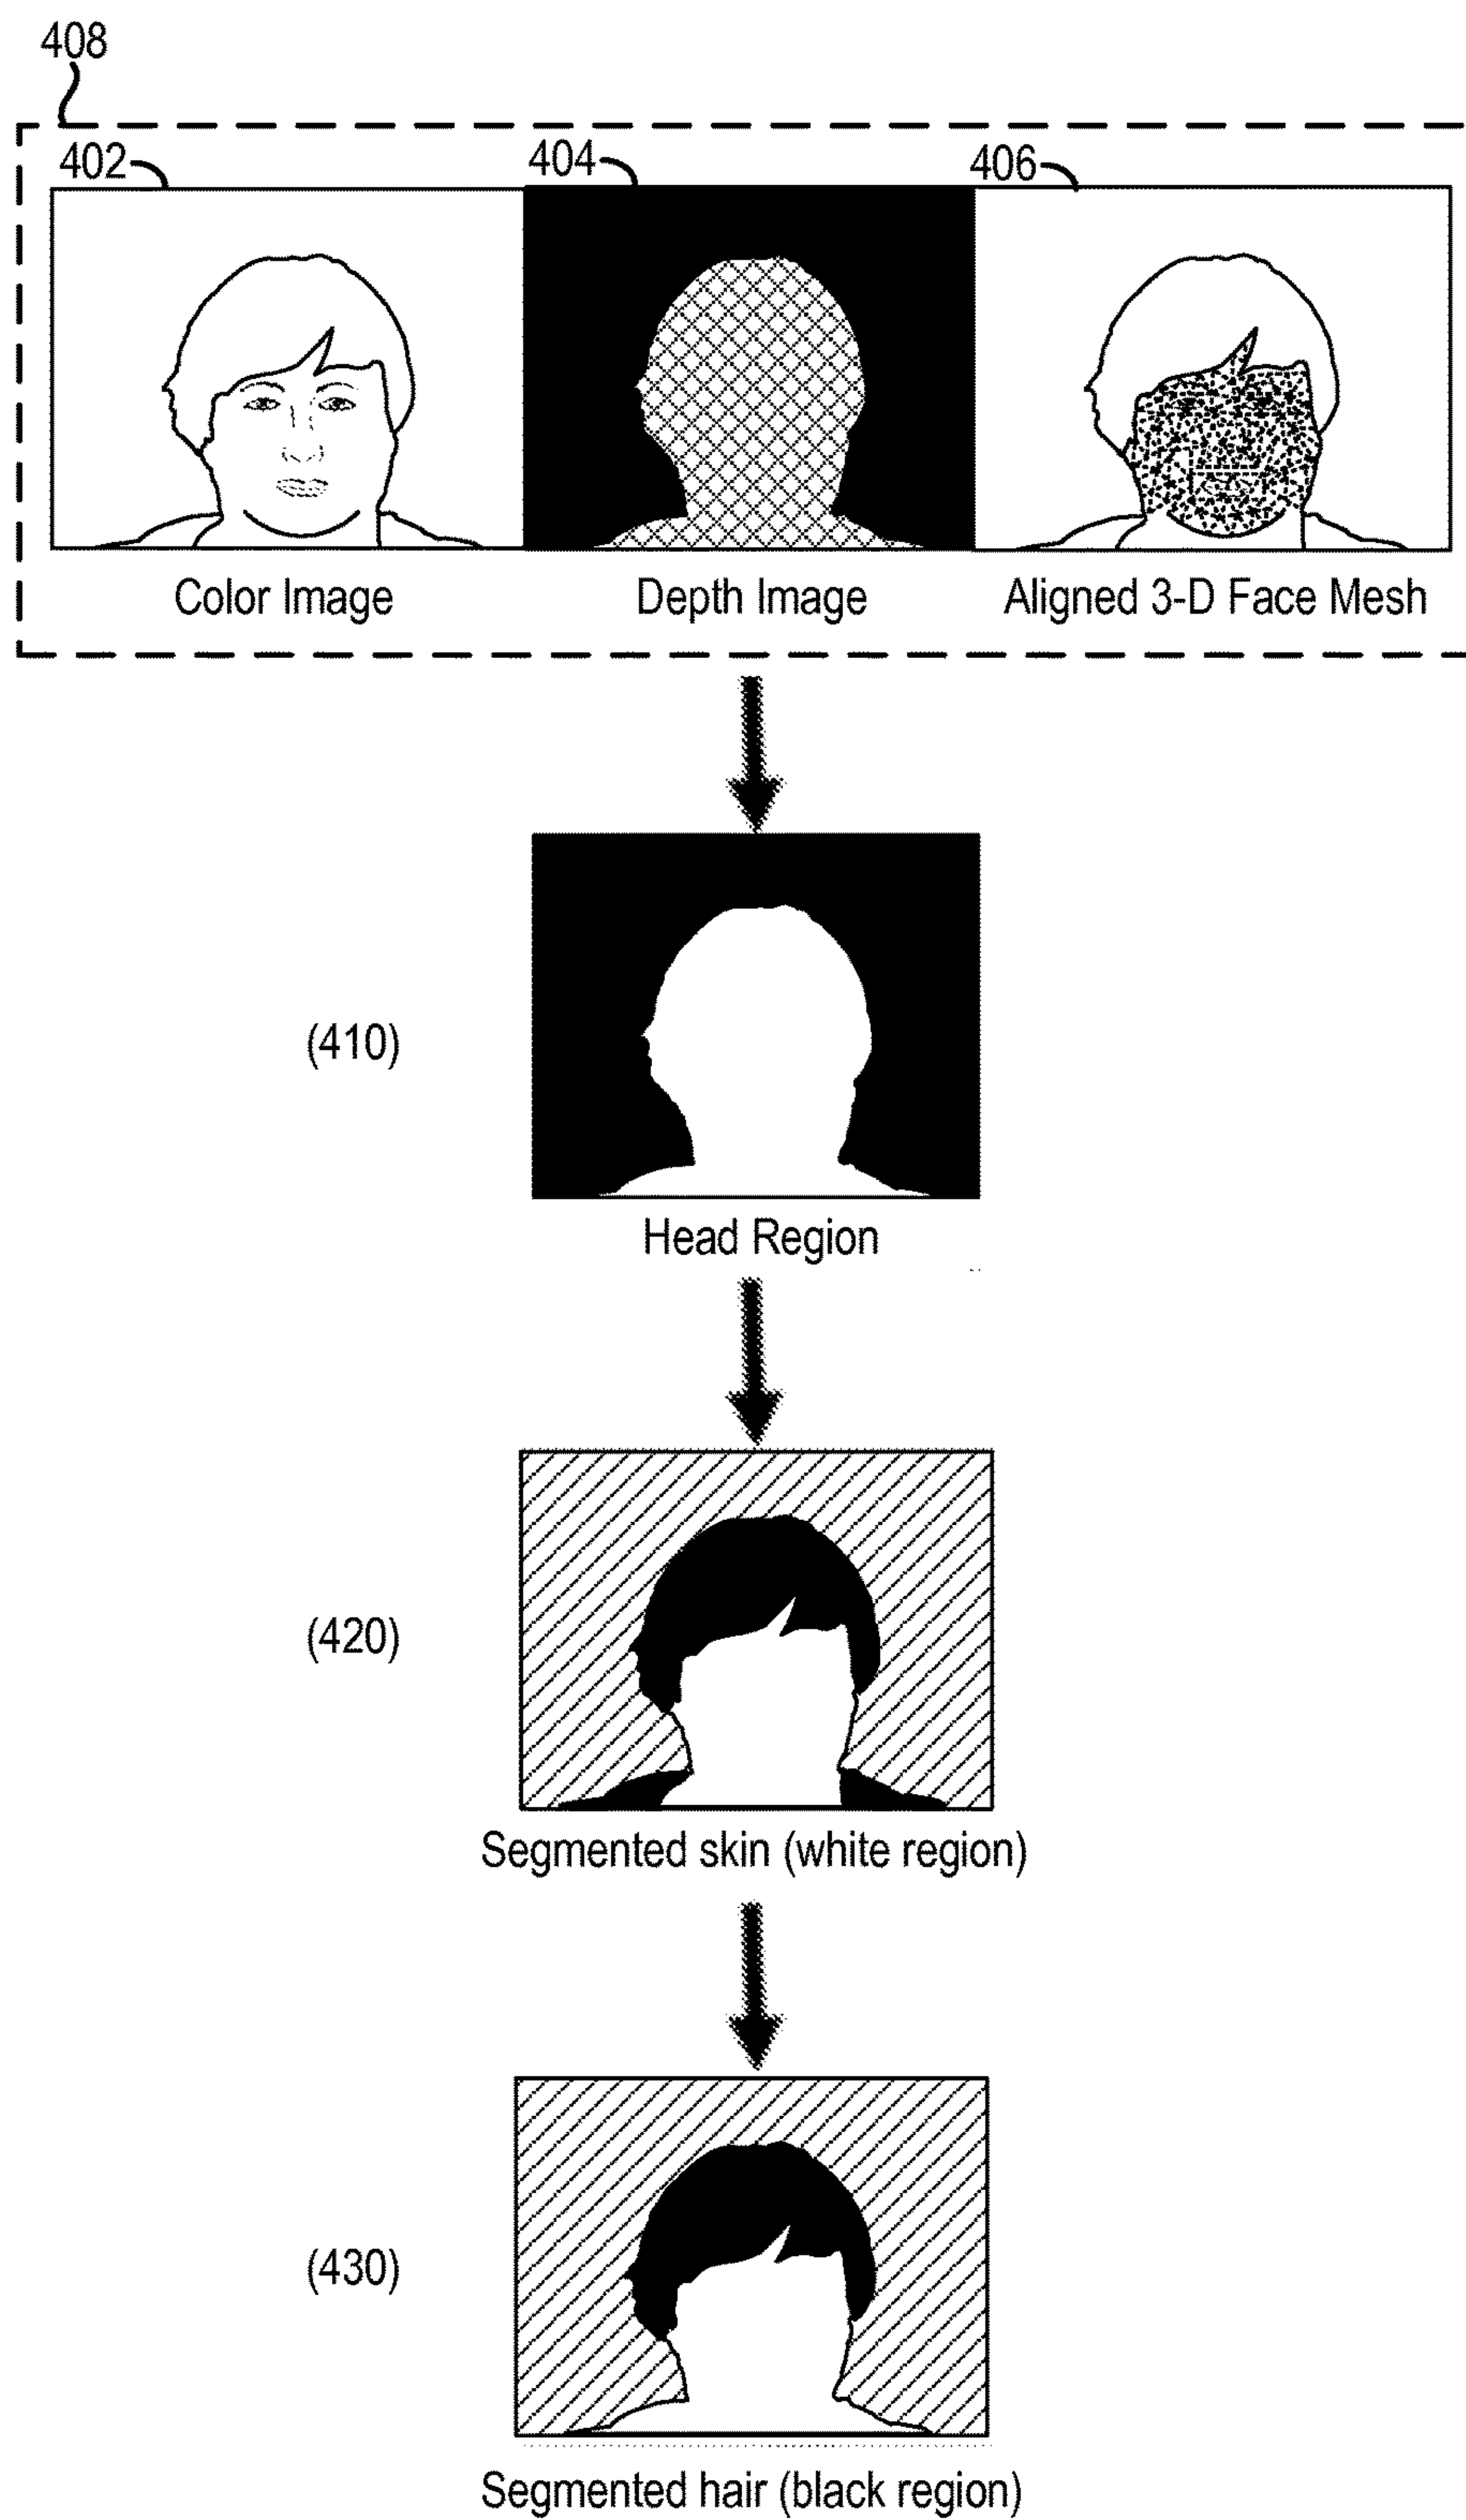 408
402
404
406
Color Image
Depth Image
Aligned 3-D Face Mesh
(410)
Head Region
(420)
Segmented skin (white region)
(430)
Segmented hair (black region)